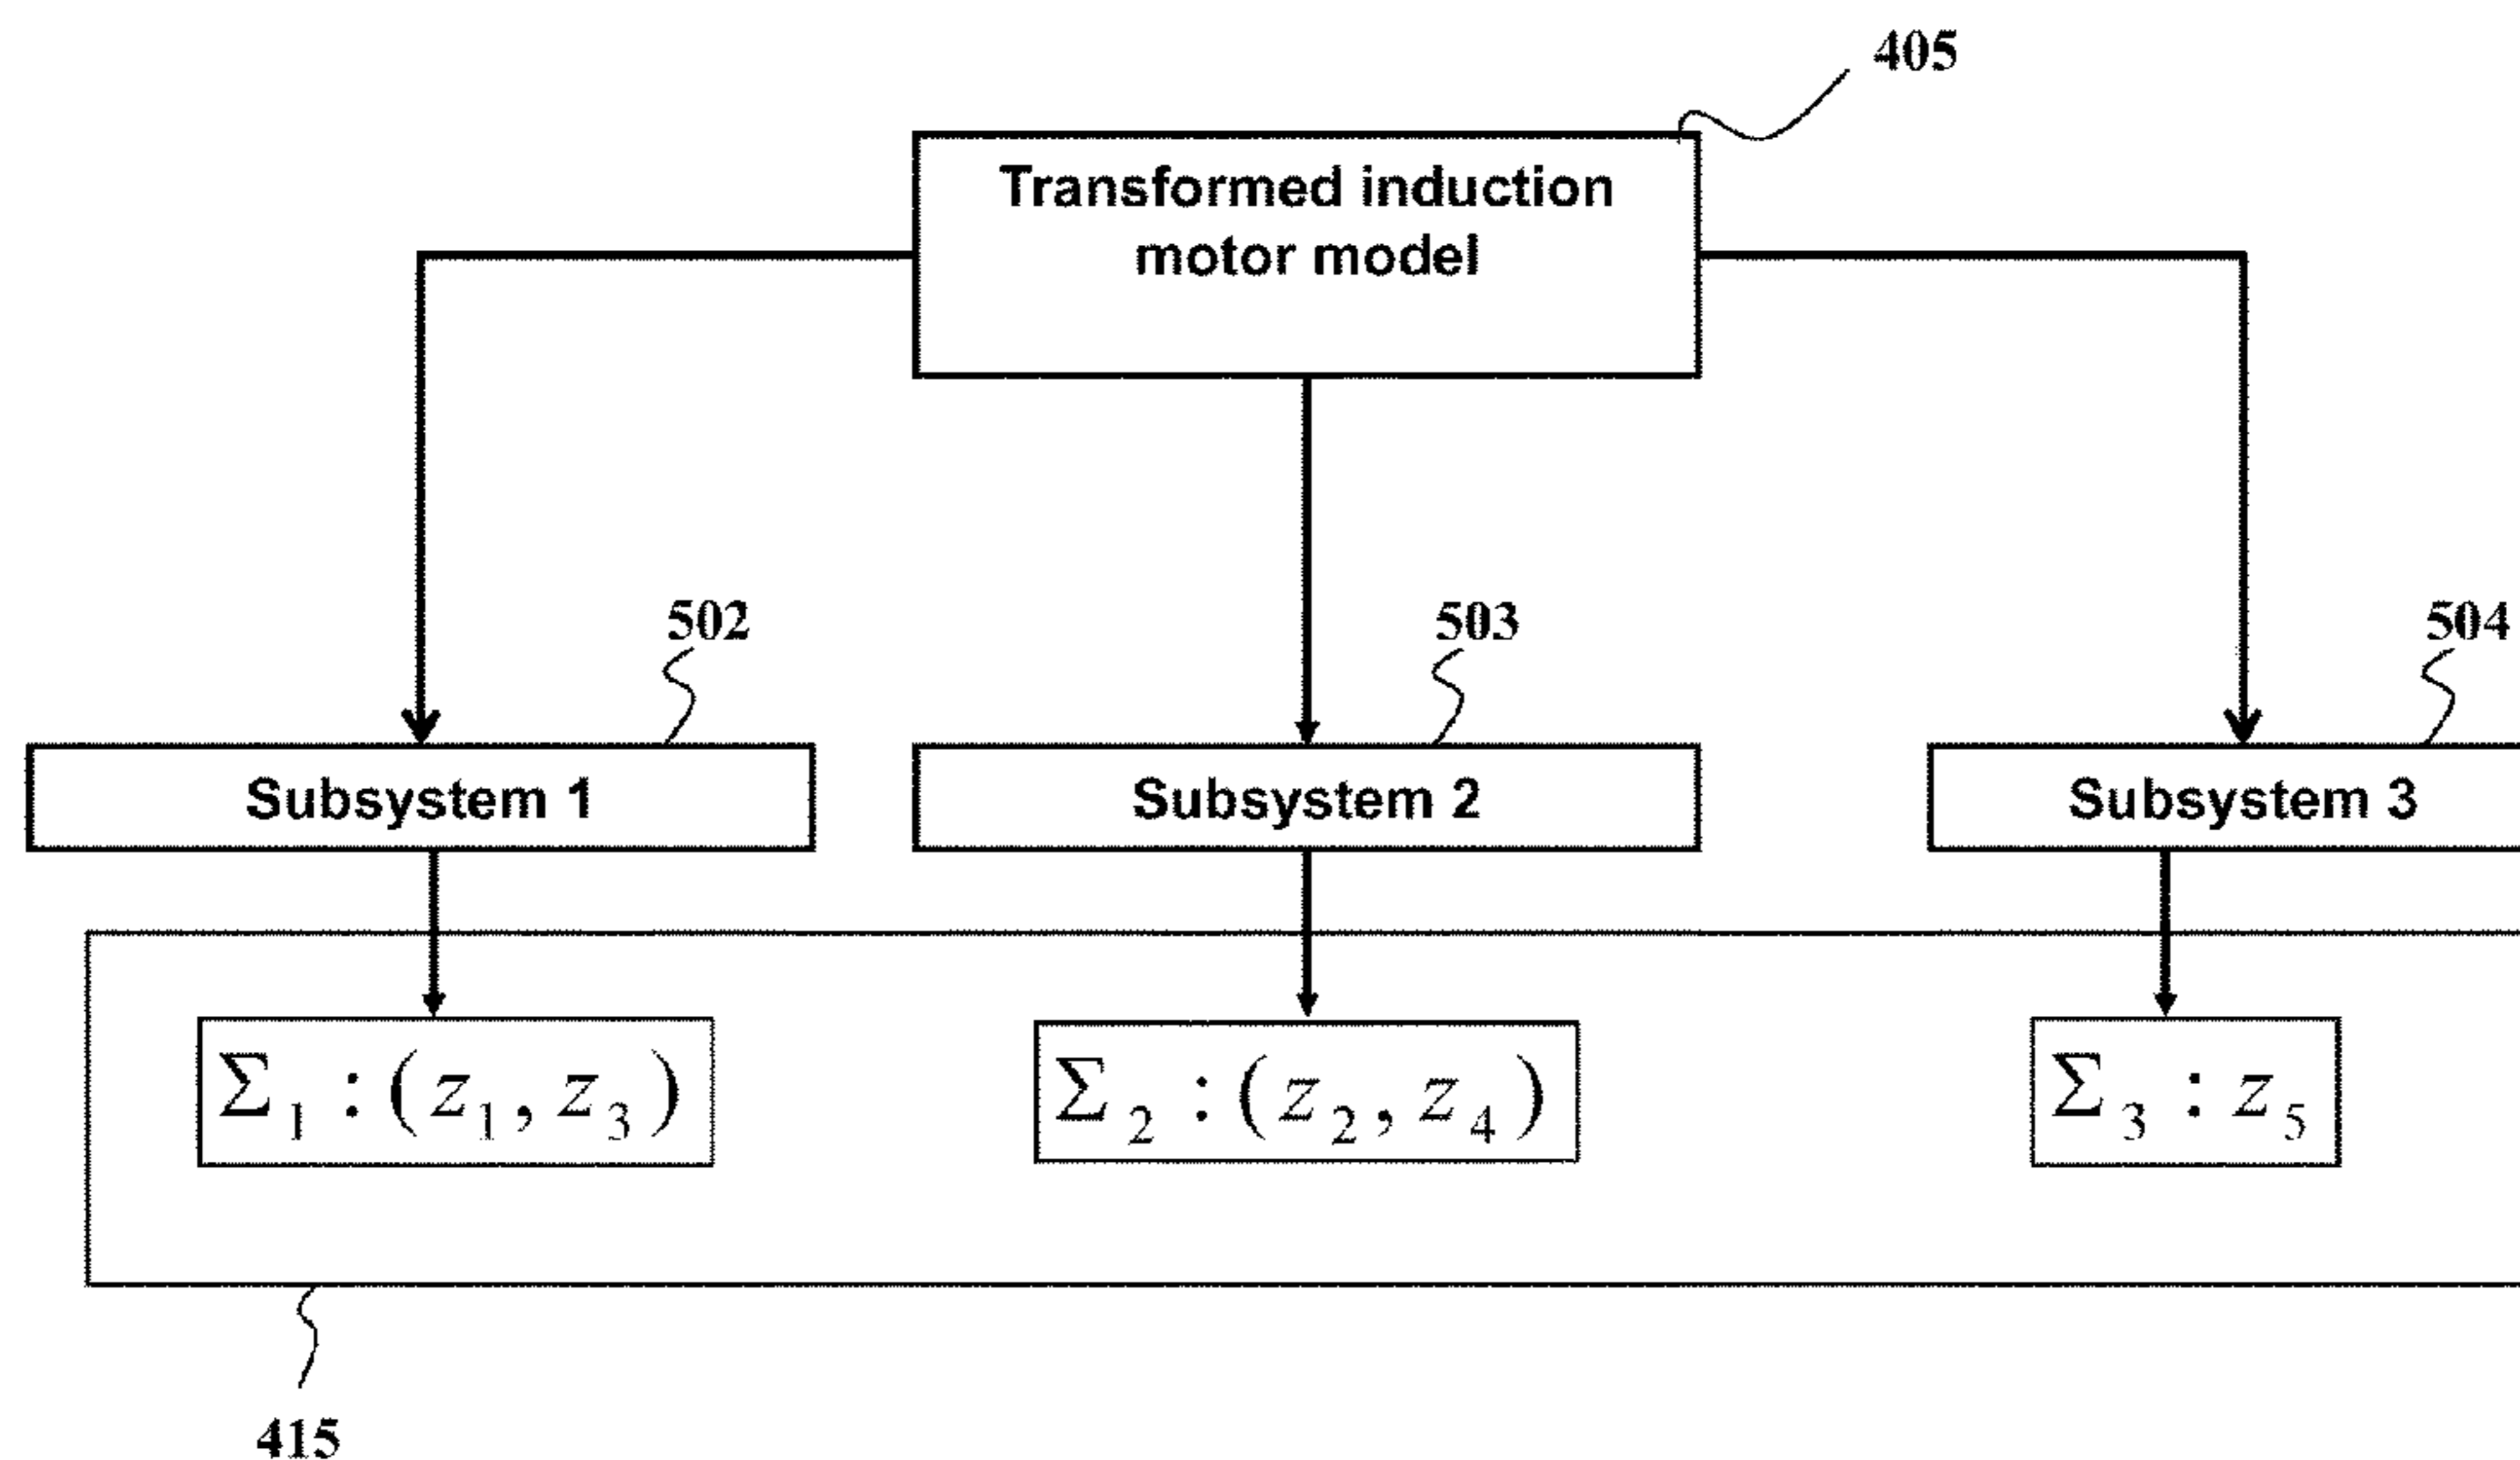 405
Transformed induction
motor model
502
503
504
Subsystem 1
Subsystem 2
Subsystem 3
Σ₁ : (z₁, z₃)
Σ₂ : (z₂, z₄)
Σ₃ : z₅
415